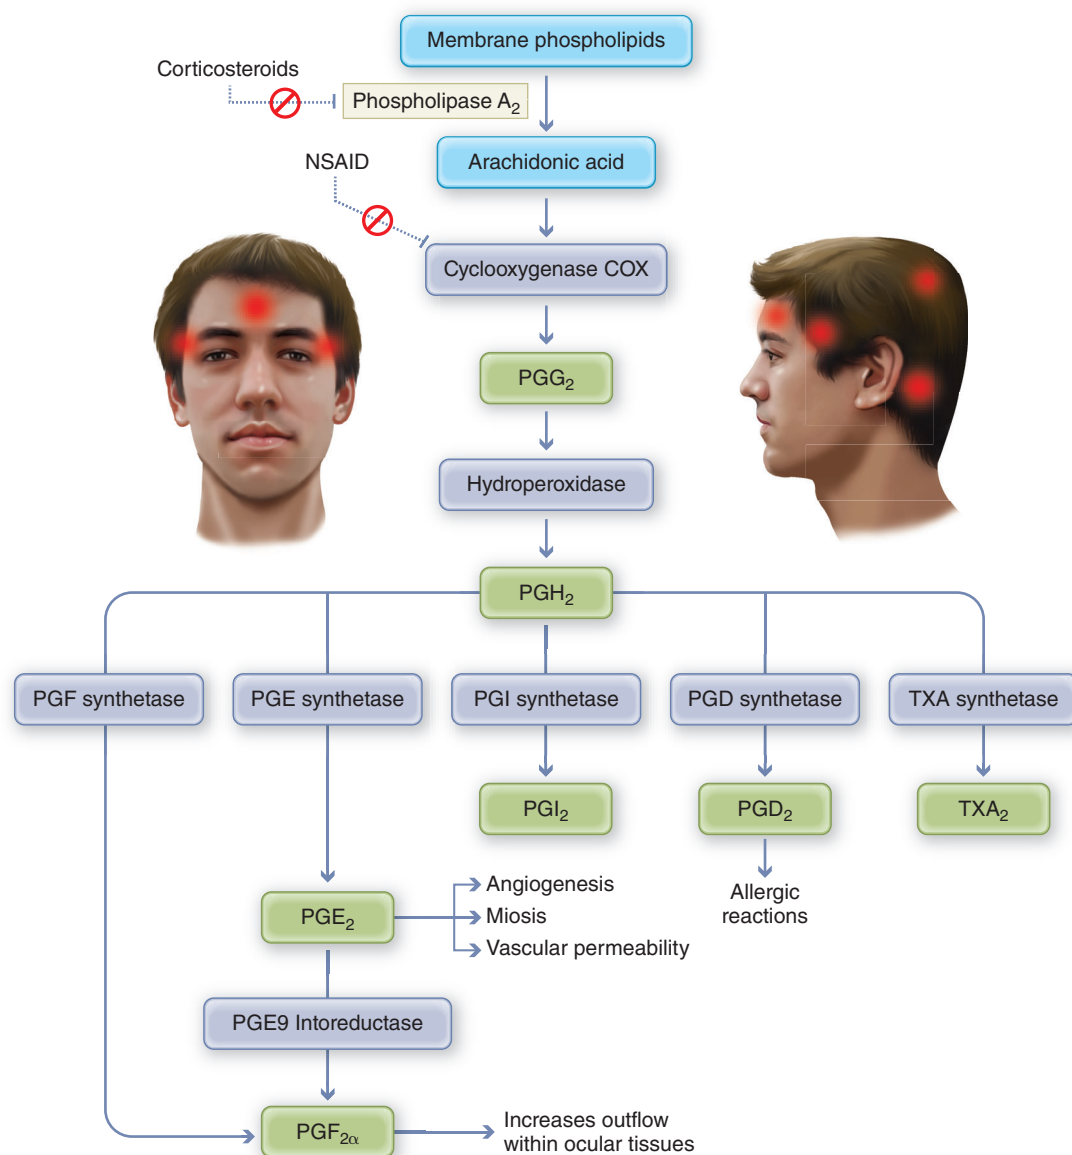 Membrane phospholipids
Corticosteroids
Phospholipase A₂
Arachidonic acid
NSAID
Cyclooxygenase COX
PGG₂
Hydroperoxidase
PGH₂
PGF synthetase
PGE synthetase
PGI synthetase
PGD synthetase
TXA synthetase
PGI₂
PGD₂
TXA₂
Allergic
reactions
PGE₂
Angiogenesis
Miosis
Vascular permeability
PGE9 Intoreductase
PGF₂α
Increases outflow
within ocular tissues